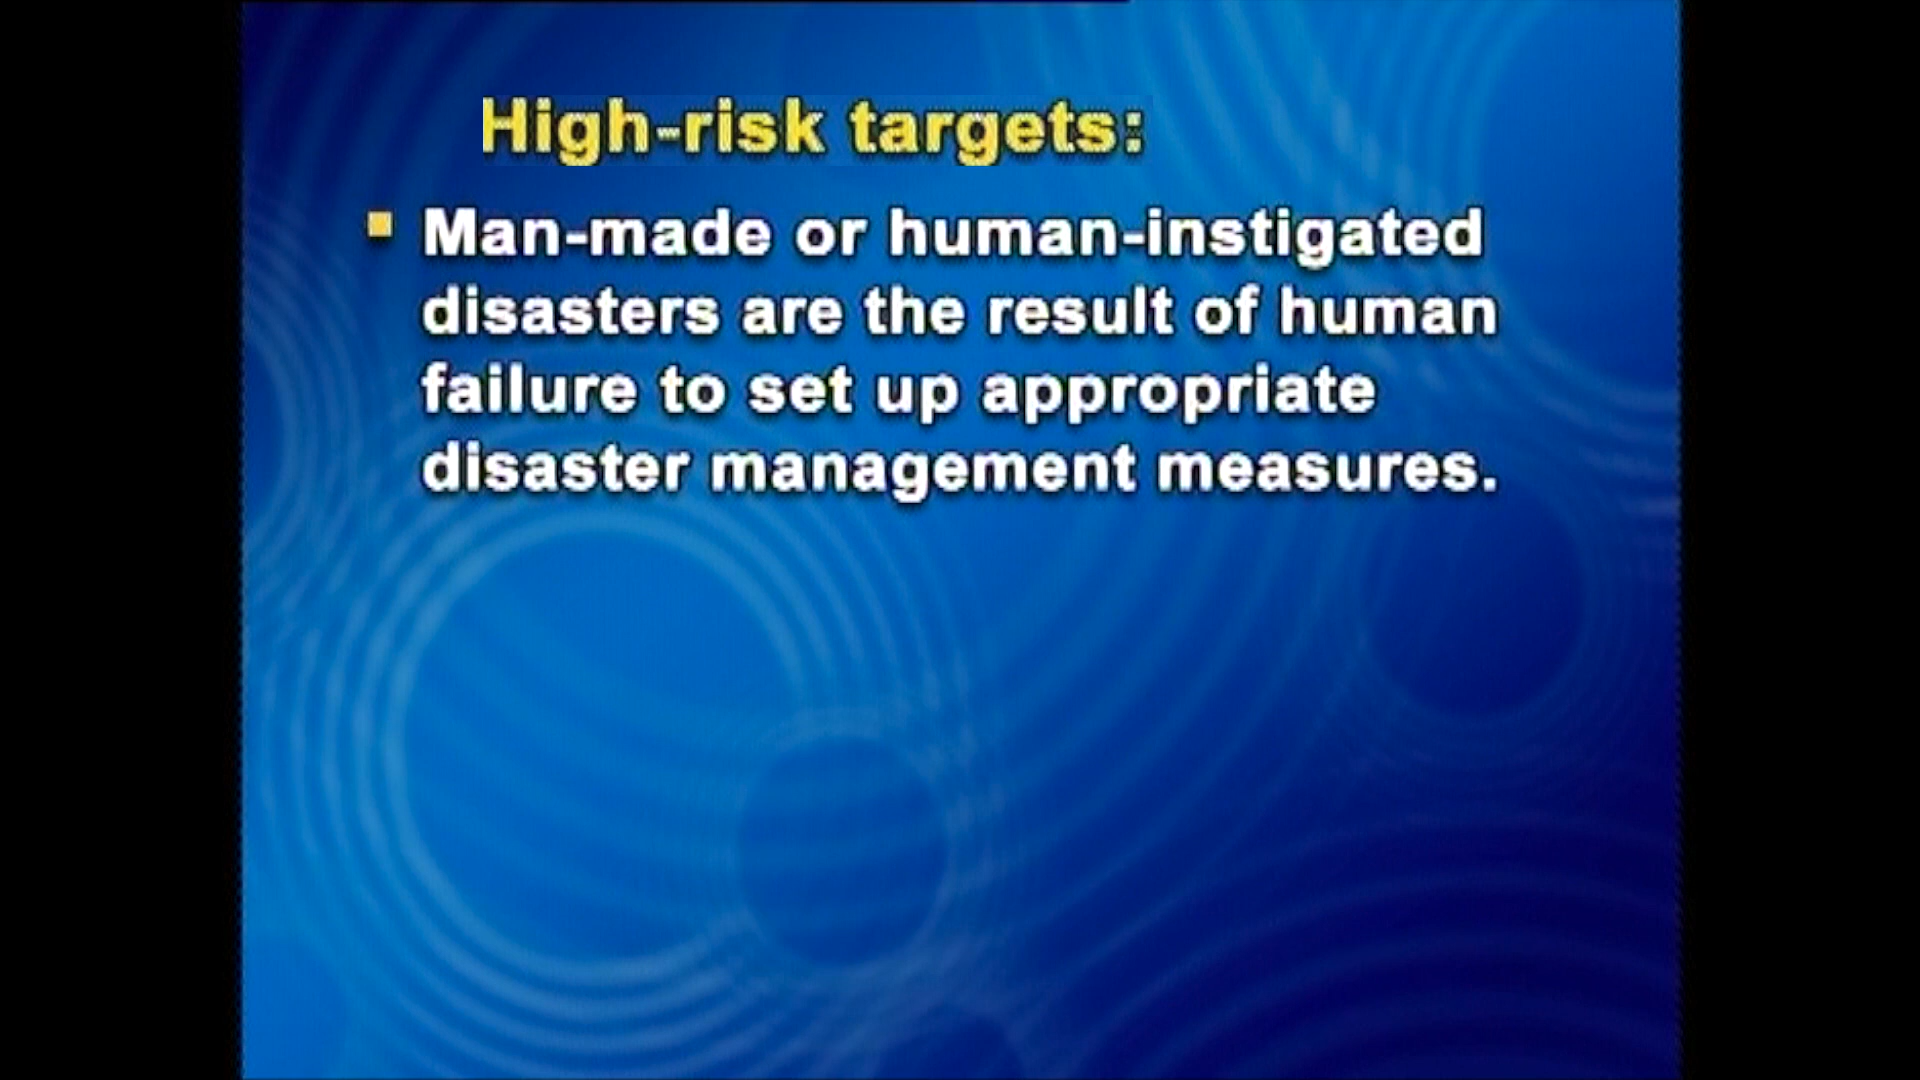 High-risk targets:
Man-made or human-instigated
disasters are the result of human
failure to set up appropriate
disaster management measures.